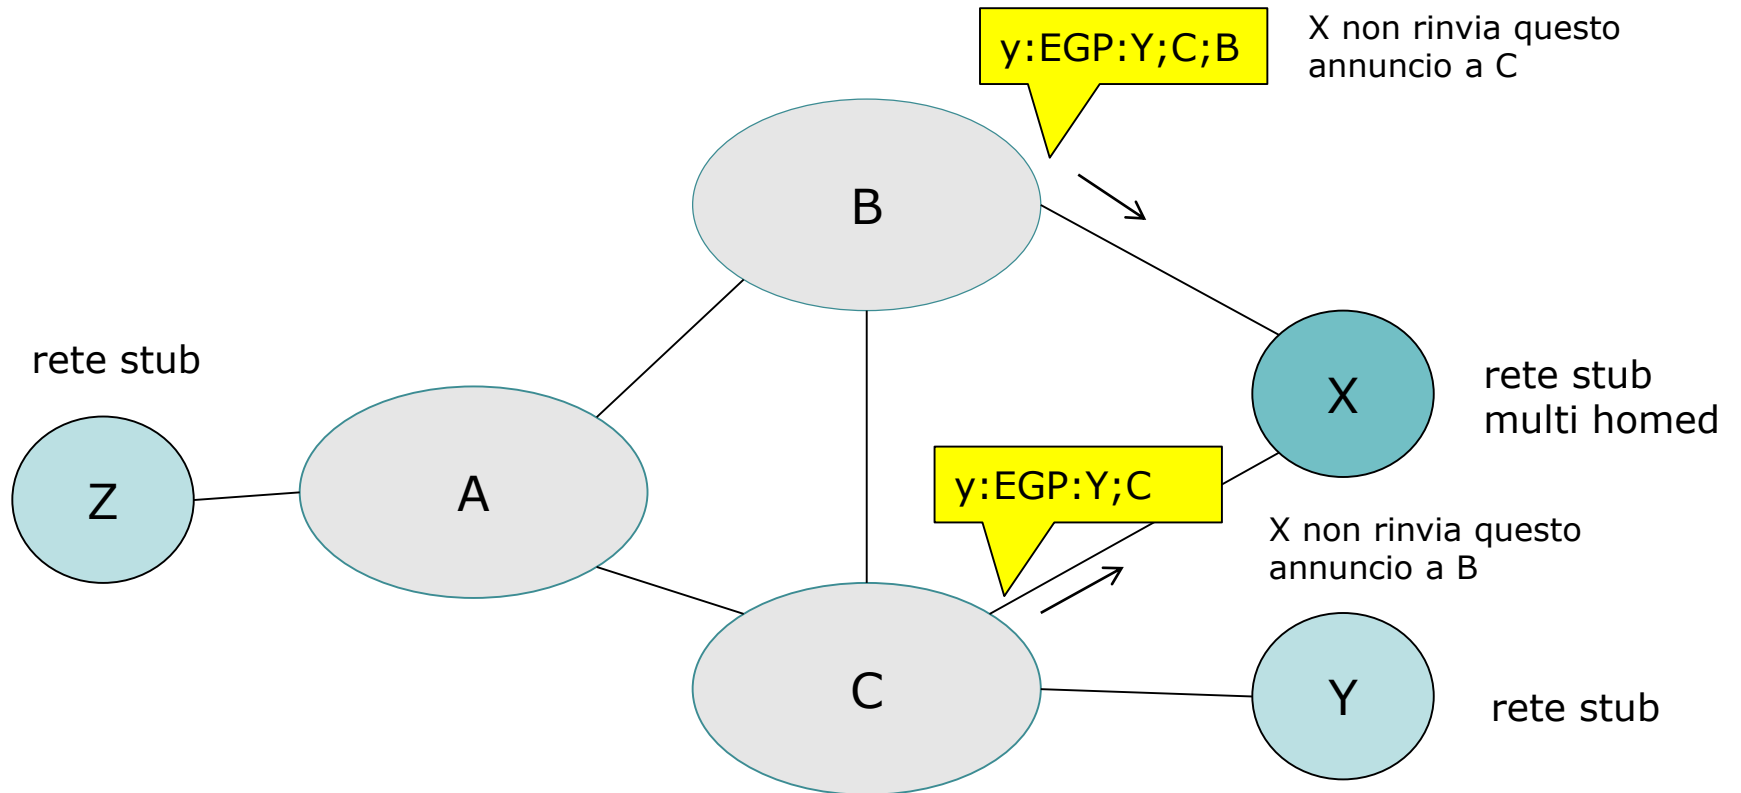 y:EGP:Y;C;B
X non rinvia questo
annuncio a C
B
rete stub
Z
A
X
rete stub
multi homed
y:EGP:Y;C
X non rinvia questo
annuncio a B
C
Y
rete stub